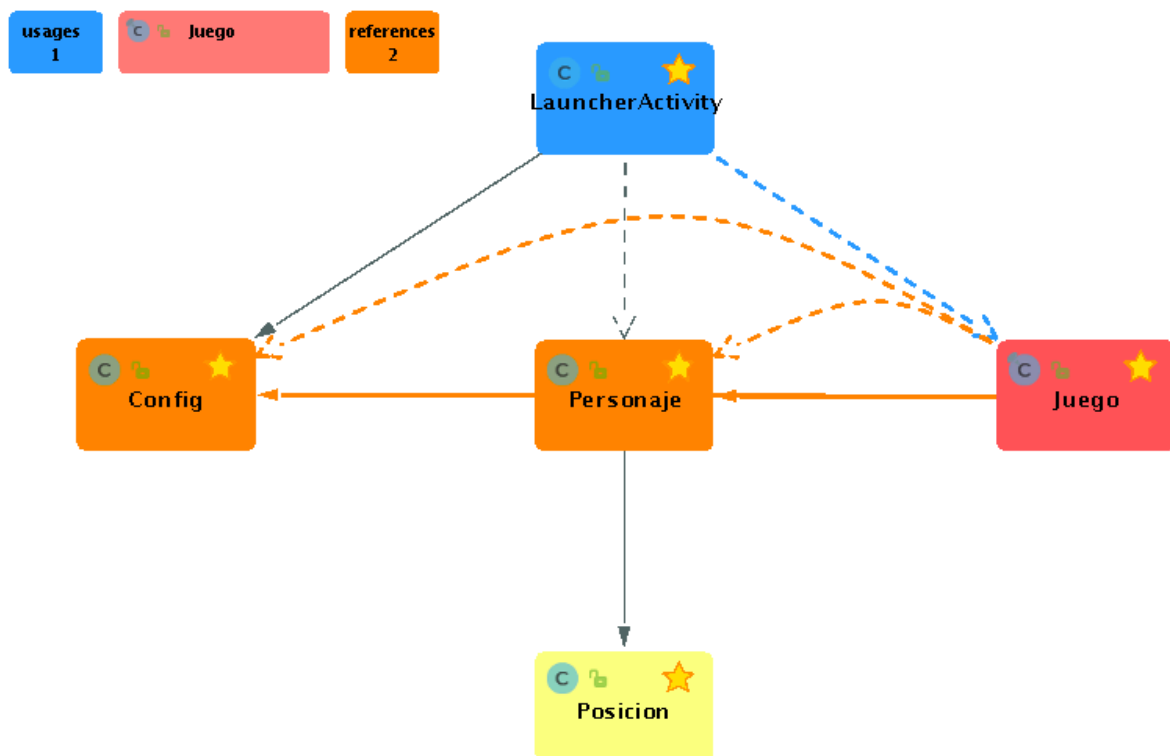 usages
1
C Juego
references
2
C
LauncherActivity
C
Config
C
Personaje
C
Juego
C
Posicion